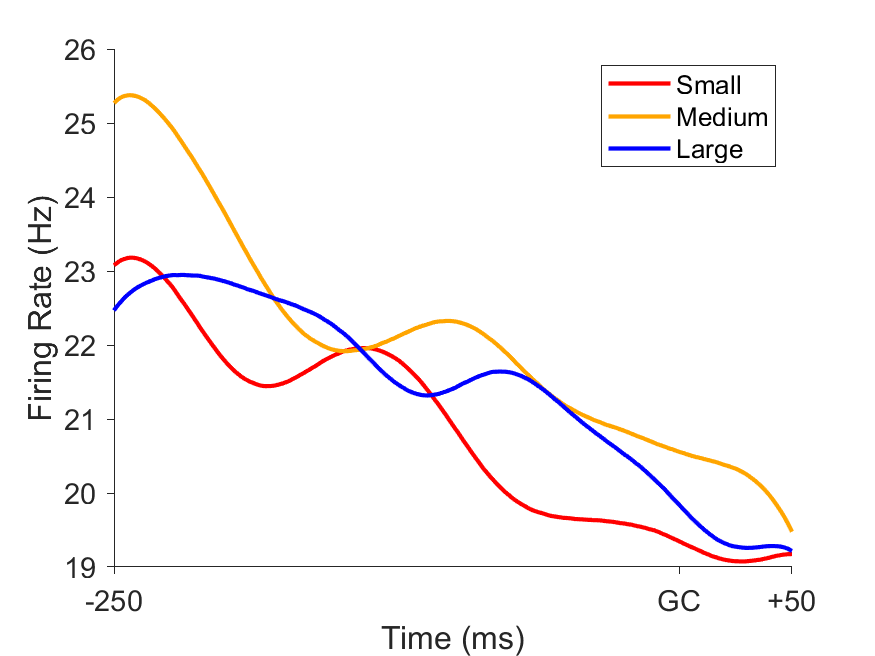 26
25
24
23
22
21
20
19
Firing Rate (Hz)
Small
Medium
Large
-250
GC
+50
Time (ms)